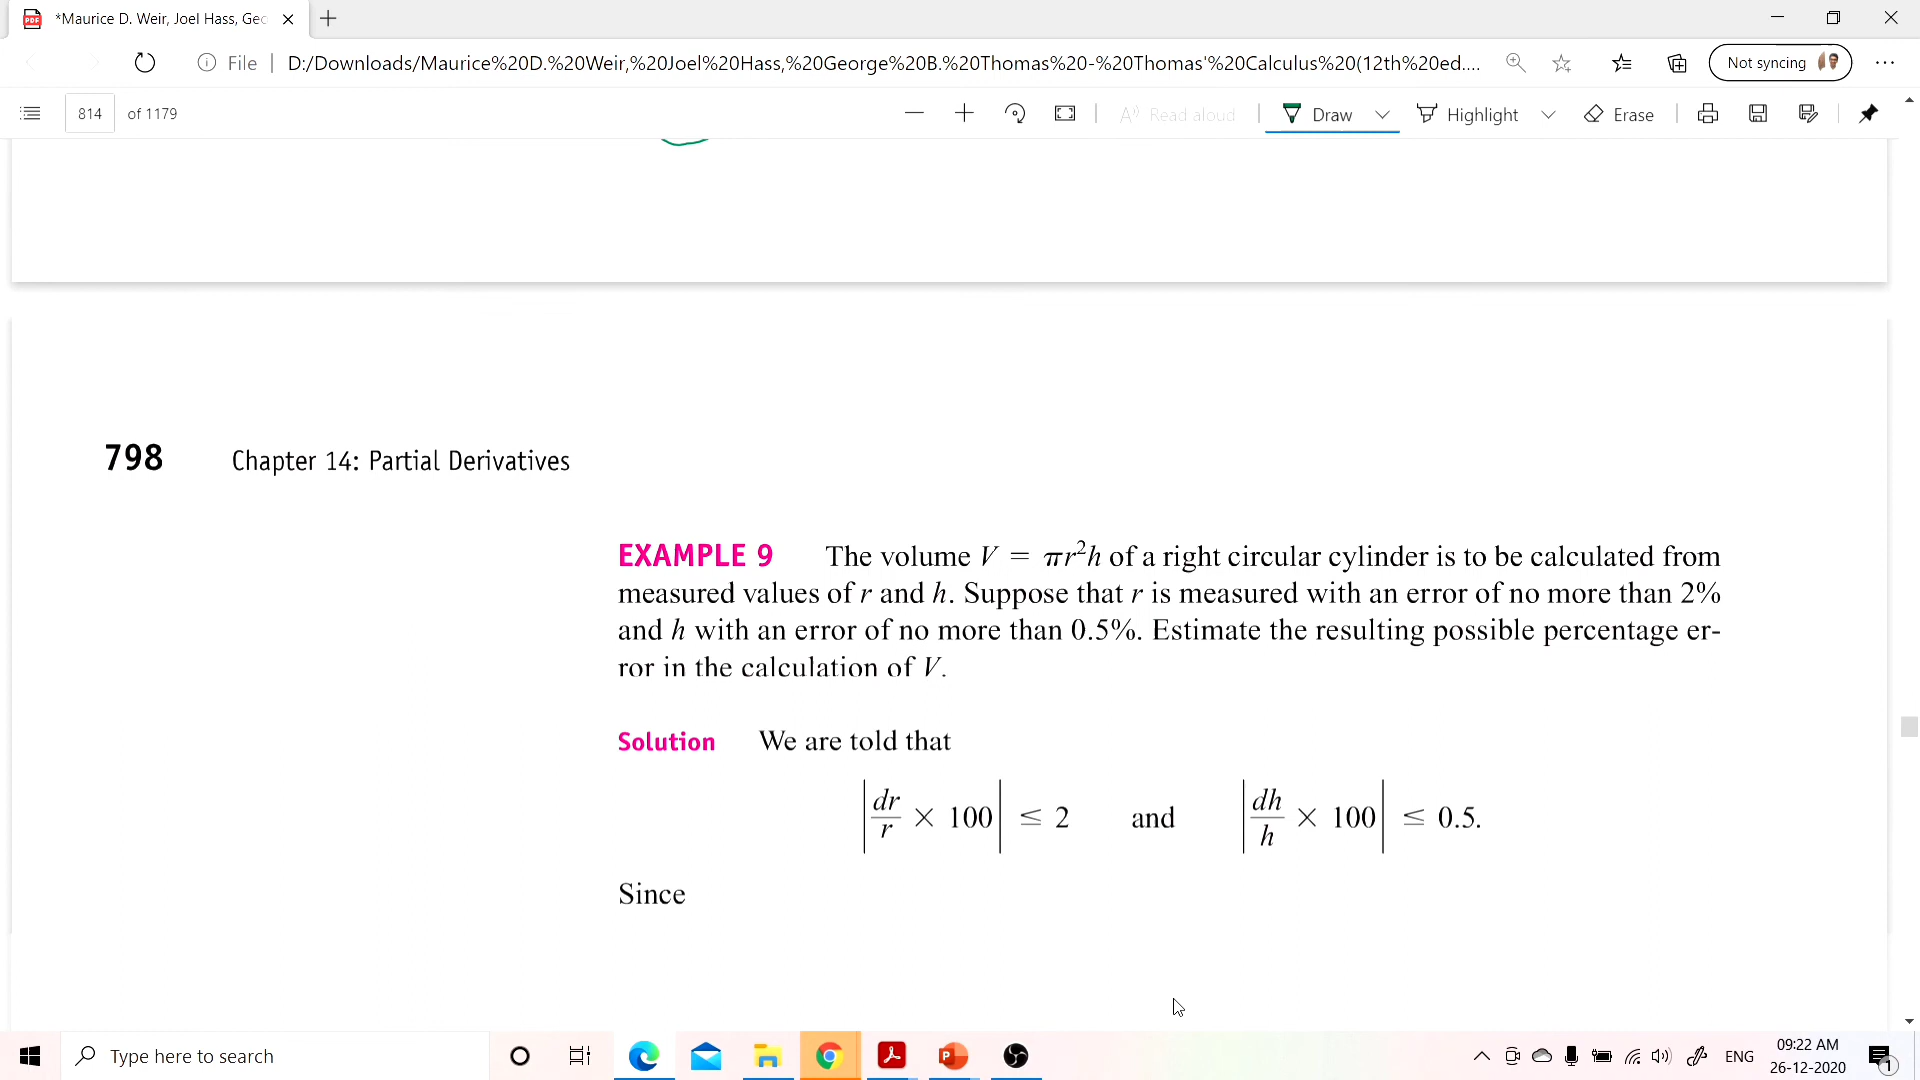 *Maurice D. Weir, Joel Hass, Geo
File
D:/Downloads/Maurice%20D.%20Weir,%20Joel%20Hass,%20George%20B.%20Thomas%20-%20Thomas'%20Calculus%20(12th%20ed....
Not syncing
814 of 1179
Read aloud
Draw
Highlight
Erase
798 Chapter 14: Partial Derivatives
EXAMPLE 9 The volume V = πr²h of a right circular cylinder is to be calculated from
measured values of r and h. Suppose that r is measured with an error of no more than 2%
and h with an error of no more than 0.5%. Estimate the resulting possible percentage er-
ror in the calculation of V.
Solution We are told that
|dr/r × 100| ≤ 2 and |dh/h × 100| ≤ 0.5.
Since
Type here to search
ENG
09:22 AM
26-12-2020
1